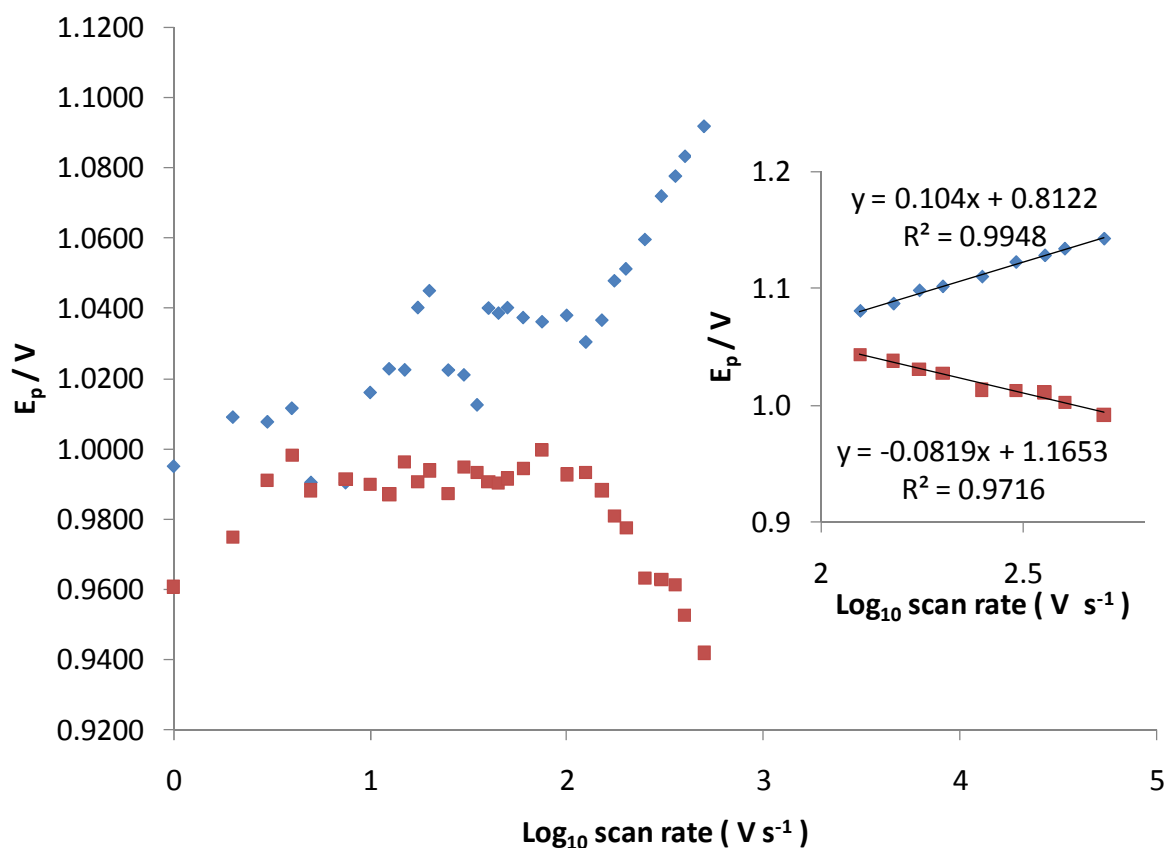 1.1200
1.1000
1.0800
1.0600
1.0400
1.0200
1.0000
0.9800
0.9600
0.9400
0.9200
E_p / V
0 1 2 3 4 5
Log₁₀ scan rate ( V s⁻¹ )
1.2
1.1
1.0
0.9
E_p / V
y = 0.104x + 0.8122
R² = 0.9948
y = -0.0819x + 1.1653
R² = 0.9716
2 2.5
Log₁₀ scan rate ( V s⁻¹ )